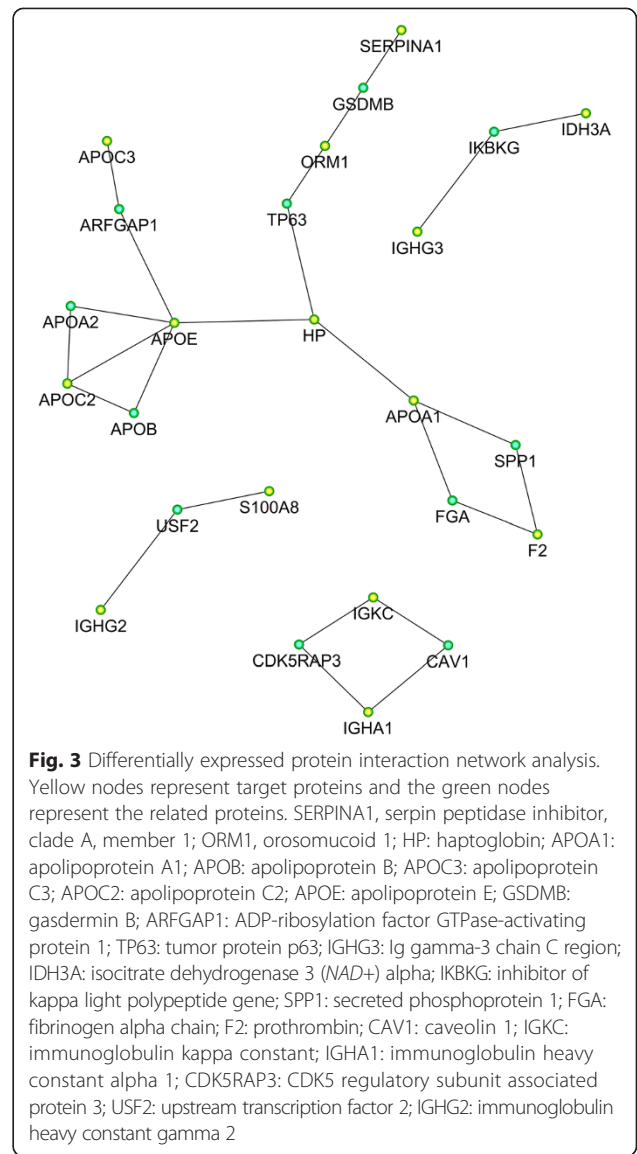 SERPINA1
GSDMB
ORM1
TP63
IKBKG
IDH3A
IGHG3
APOC3
ARFGAP1
APOA2
APOE
HP
APOC2
APOB
APOA1
SPP1
FGA
F2
S100A8
USF2
IGHG2
IGKC
CDK5RAP3
CAV1
IGHA1
Fig. 3 Differentially expressed protein interaction network analysis.
Yellow nodes represent target proteins and the green nodes
represent the related proteins. SERPINA1, serpin peptidase inhibitor,
clade A, member 1; ORM1, orosomucoid 1; HP: haptoglobin; APOA1:
apolipoprotein A1; APOB: apolipoprotein B; APOC3: apolipoprotein
C3; APOC2: apolipoprotein C2; APOE: apolipoprotein E; GSDMB:
gasdermin B; ARFGAP1: ADP-ribosylation factor GTPase-activating
protein 1; TP63: tumor protein p63; IGHG3: Ig gamma-3 chain C region;
IDH3A: isocitrate dehydrogenase 3 (NAD+) alpha; IKBKG: inhibitor of
kappa light polypeptide gene; SPP1: secreted phosphoprotein 1; FGA:
fibrinogen alpha chain; F2: prothrombin; CAV1: caveolin 1; IGKC:
immunoglobulin kappa constant; IGHA1: immunoglobulin heavy
constant alpha 1; CDK5RAP3: CDK5 regulatory subunit associated
protein 3; USF2: upstream transcription factor 2; IGHG2: immunoglobulin
heavy constant gamma 2